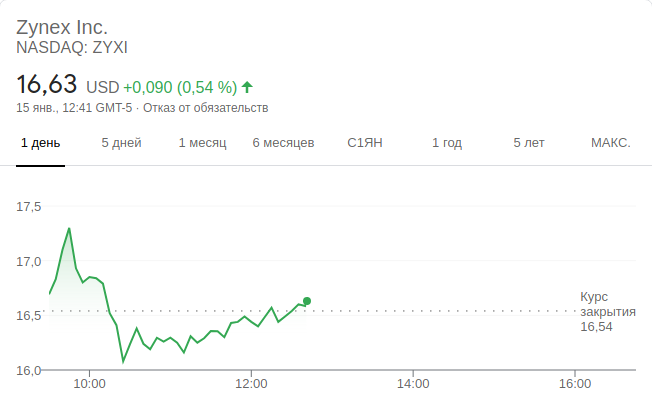 Zynex Inc.
NASDAQ: ZYXI
16,63 USD +0,090 (0,54 %)
15 янв., 12:41 GMT-5 · Отказ от обязательств
1 день 5 дней 1 месяц 6 месяцев С1ЯН 1 год 5 лет МАКС.
17,5
17,0
16,5
16,0
Курс
закрытия
16,54
10:00 12:00 14:00 16:00